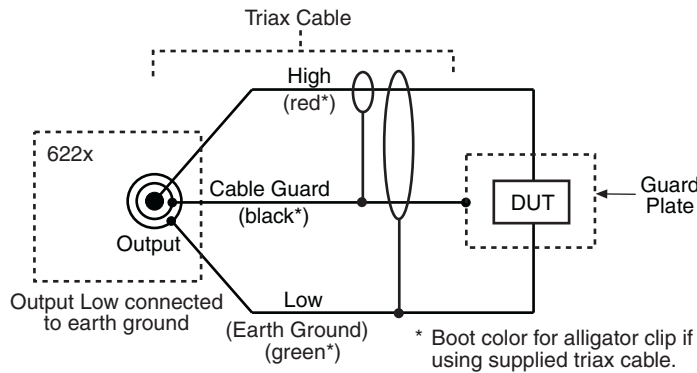 Triax Cable
High
(red*)
622x
Cable Guard
(black*)
Output
DUT
Guard
Plate
Output Low connected
to earth ground
Low
(Earth Ground)
(green*)
* Boot color for alligator clip if
using supplied triax cable.